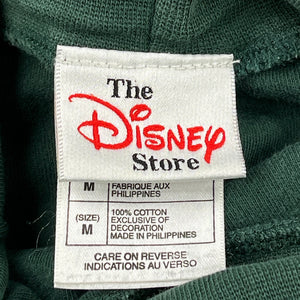 The
DISNEY
Store
M
FABRIQUE AUX
PHILIPPINES
(SIZE)
M
100% COTTON
EXCLUSIVE OF
DECORATION
MADE IN PHILIPPINES
CARE ON REVERSE
INDICATIONS AU VERSO